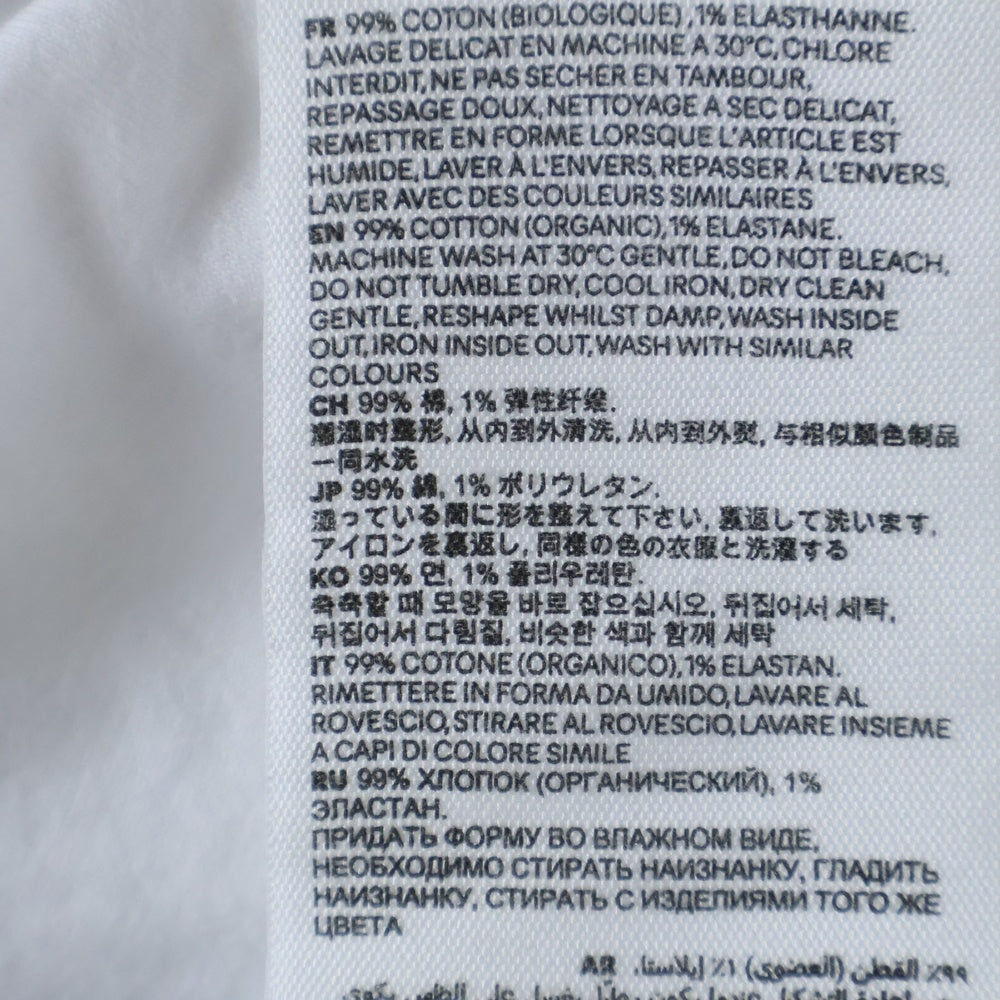 FR 99% COTON (BIOLOGIQUE), 1% ELASTHANNE.
LAVAGE DELICAT EN MACHINE A 30°C, CHLORE
INTERDIT, NE PAS SECHER EN TAMBOUR,
REPASSAGE DOUX, NETTOYAGE A SEC DELICAT,
REMETTRE EN FORME LORSQUE L'ARTICLE EST
HUMIDE, LAVER À L'ENVERS, REPASSER À L'ENVERS,
LAVER AVEC DES COULEURS SIMILAIRES
EN 99% COTTON (ORGANIC), 1% ELASTANE.
MACHINE WASH AT 30°C GENTLE, DO NOT BLEACH,
DO NOT TUMBLE DRY, COOL IRON, DRY CLEAN
GENTLE, RESHAPE WHILST DAMP, WASH INSIDE
OUT, IRON INSIDE OUT, WASH WITH SIMILAR
COLOURS
CH 99% 棉, 1% 弹性纤维.
潮湿时整形, 从内到外清洗, 从内到外熨, 与相似颜色制品
一同水洗
JP 99% 綿, 1% ポリウレタン.
湿っている間に形を整えて下さい, 裏返して洗います,
アイロンを裏返し, 同様の色の衣服と洗濯する
KO 99% 면, 1% 폴리우레탄.
축축할 때 모양을 바로 잡으십시오, 뒤집어서 세탁,
뒤집어서 다림질, 비슷한 색과 함께 세탁
IT 99% COTONE (ORGANICO), 1% ELASTAN.
RIMETTERE IN FORMA DA UMIDO, LAVARE AL
ROVESCIO, STIRARE AL ROVESCIO, LAVARE INSIEME
A CAPI DI COLORE SIMILE
RU 99% ХЛОПОК (ОРГАНИЧЕСКИЙ), 1%
ЭЛАСТАН.
ПРИДАТЬ ФОРМУ ВО ВЛАЖНОМ ВИДЕ,
НЕОБХОДИМО СТИРАТЬ НАИЗНАНКУ, ГЛАДИТЬ
НАИЗНАНКУ, СТИРАТЬ С ИЗДЕЛИЯМИ ТОГО ЖЕ
ЦВЕТА
٩٩٪ القطن (العضوي) ١٪ إيلاستا. AR